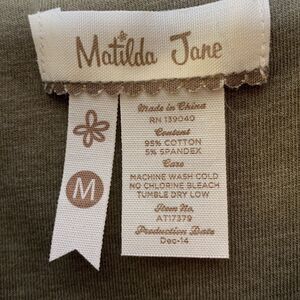 Matilda Jane
M
Made in China
RN 139040
Content
95% COTTON
5% SPANDEX
Care
MACHINE WASH COLD
NO CHLORINE BLEACH
TUMBLE DRY LOW
Item No.
AT17379
Production Date
Dec-14